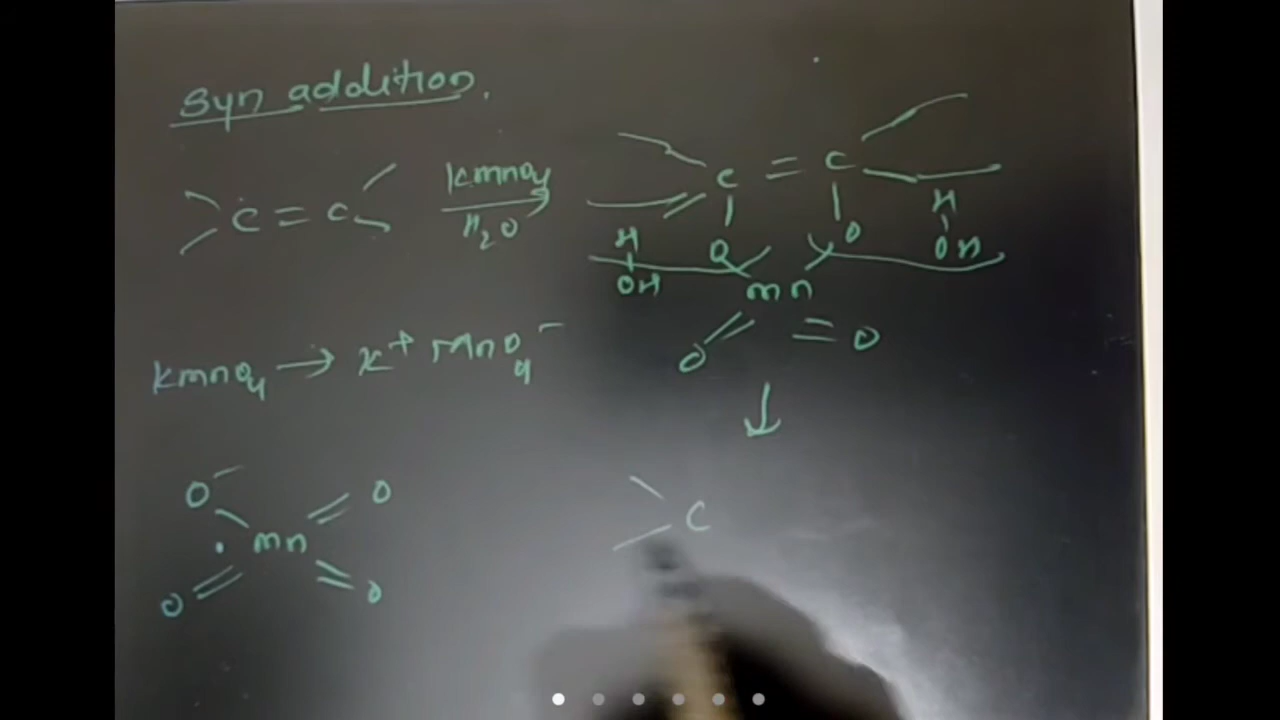 Syn addition.
C = C KMnO4 / H2O
C = C
O O
H OH H OH
Mn
O O
KMnO4 → K+ MnO4−
O− O
Mn
O O
C